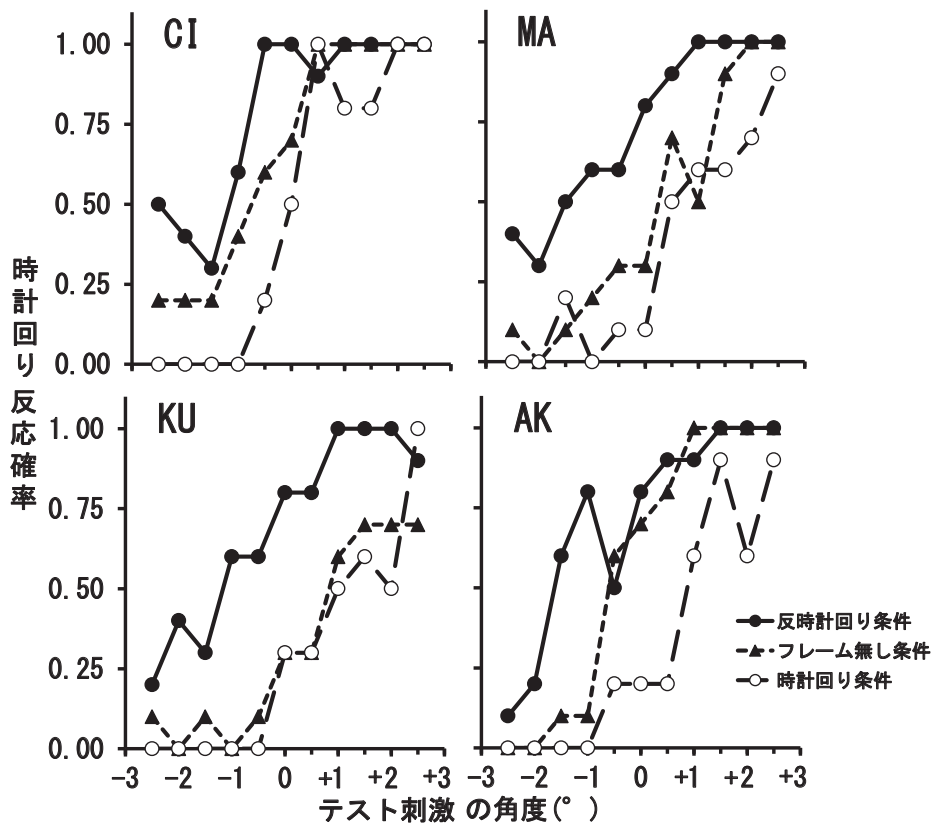 CI
1.00
0.75
0.50
0.25
0.00
MA
時計回り反応確率
KU
1.00
0.75
0.50
0.25
0.00
-3 -2 -1 0 +1 +2 +3
AK
反時計回り条件
フレーム無し条件
時計回り条件
-3 -2 -1 0 +1 +2 +3
テスト刺激 の角度(° )